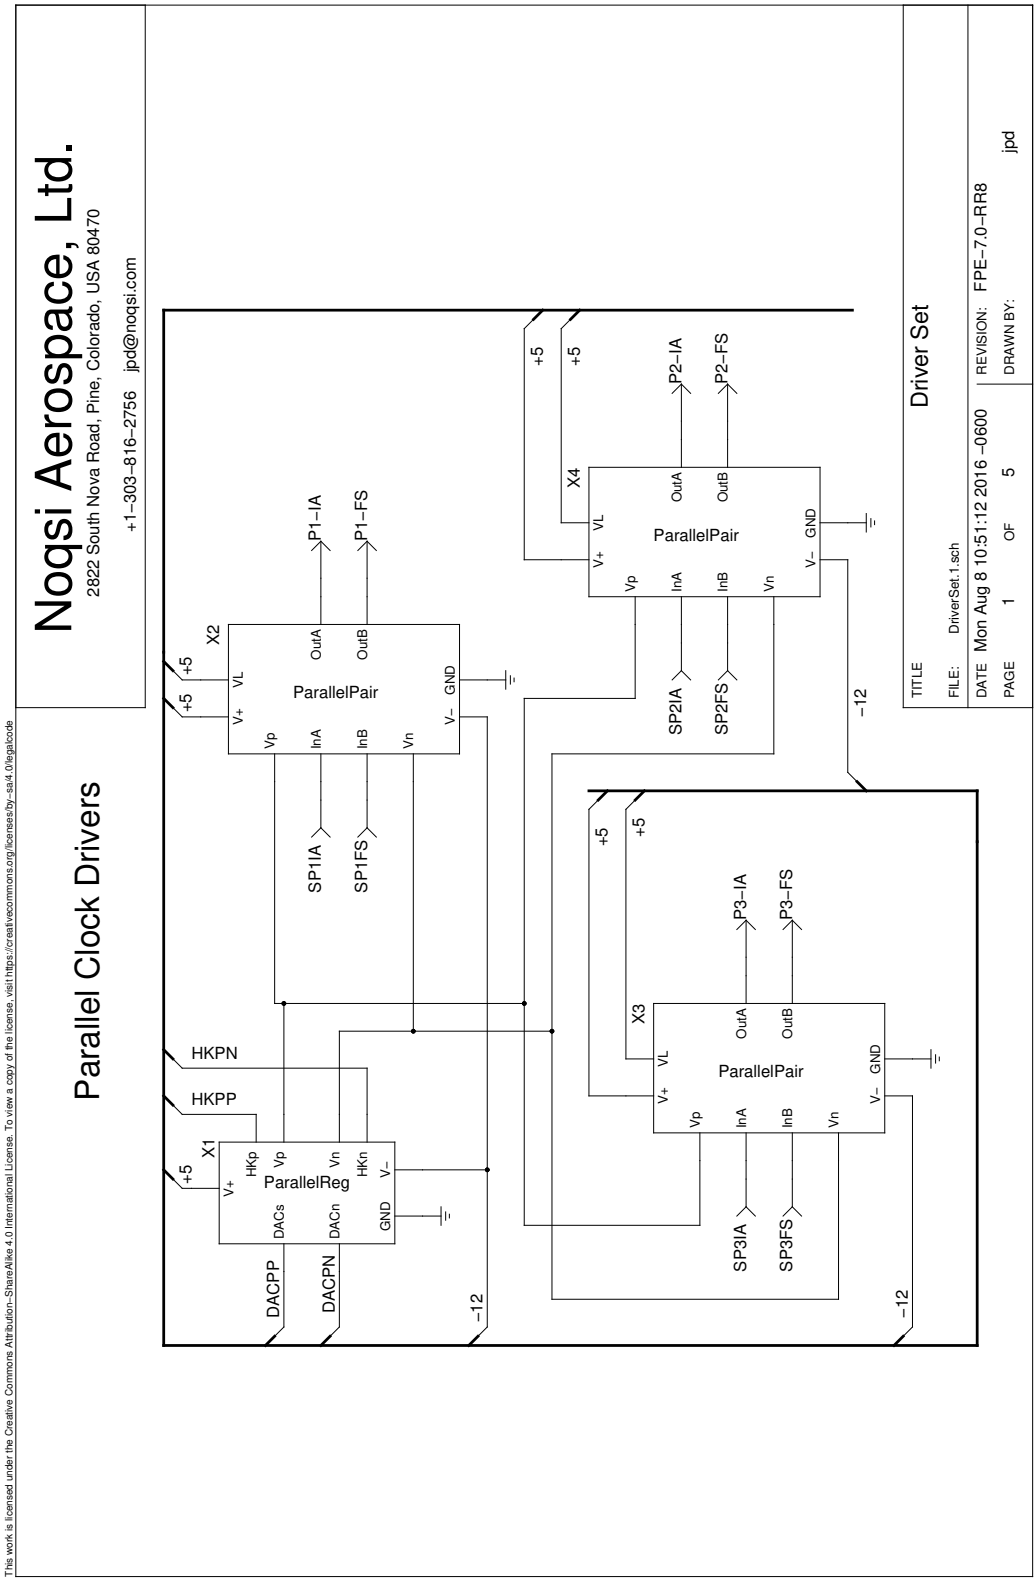 This work is licensed under the Creative Commons Attribution−ShareAlike 4.0 International License. To view a copy of the license, visit https://creativecommons.org/licenses/by−sa/4.0/legalcode
Noqsi Aerospace, Ltd.
2822 South Nova Road, Pine, Colorado, USA 80470
+1−303−816−2756 jpd@noqsi.com
Parallel Clock Drivers
HKPN
HKPP
+5
X1
V+
HKp
Vp
Vn
HKn
ParallelReg
DACs
DACn
GND
V−
DACPP
DACPN
−12
+5
+5
X2
V+
VL
Vp
InA
InB
Vn
ParallelPair
OutA
OutB
V−
GND
SP1IA
SP1FS
P1−IA
P1−FS
+5
+5
X4
V+
VL
Vp
InA
InB
Vn
ParallelPair
OutA
OutB
V−
GND
SP2IA
SP2FS
P2−IA
P2−FS
−12
+5
+5
X3
V+
VL
Vp
InA
InB
Vn
ParallelPair
OutA
OutB
V−
GND
SP3IA
SP3FS
P3−IA
P3−FS
−12
TITLE
Driver Set
FILE: DriverSet.1.sch
REVISION: FPE−7.0−RR8
DATE Mon Aug 8 10:51:12 2016 −0600
PAGE 1 OF 5
DRAWN BY: jpd